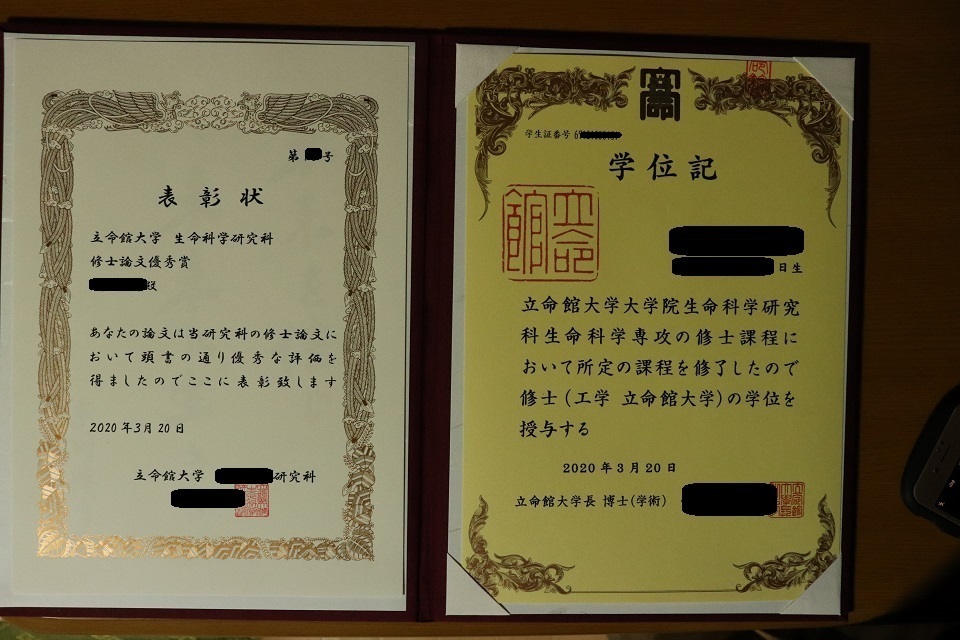 第 号
表彰状
立命館大学 生命科学研究科
修士論文優秀賞
殿
あなたの論文は当研究科の修士論文に
おいて頭書の通り優秀な評価を
得ましたのでここに表彰致します
2020年3月20日
立命館大学 研究科
学生証番号 6
学位記
立命館
日生
立命館大学大学院生命科学研究
科生命科学専攻の修士課程に
おいて所定の課程を修了したので
修士(工学 立命館大学)の学位を
授与する
2020年3月20日
立命館大学長 博士(学術)